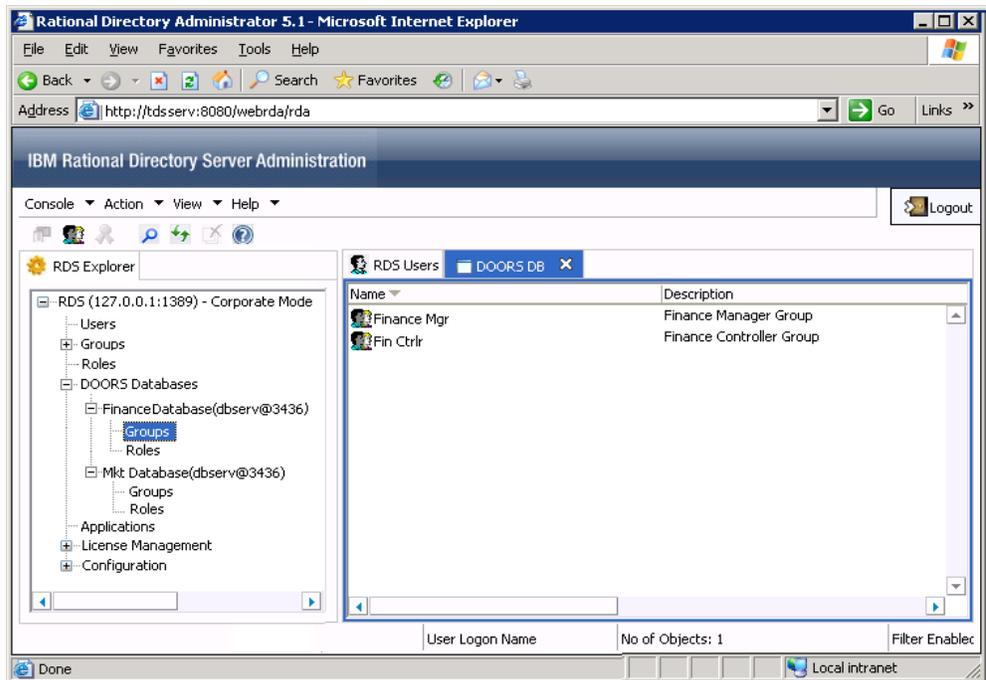 Rational Directory Administrator 5.1 - Microsoft Internet Explorer
File Edit View Favorites Tools Help
Back Search Favorites
Address http://tdsserv:8080/webrda/rda Go Links »
IBM Rational Directory Server Administration
Console Action View Help
Logout
RDS Explorer
RDS Users DOORS DB
RDS (127.0.0.1:1389) - Corporate Mode
Users
Groups
Roles
DOORS Databases
FinanceDatabase(dbserv@3436)
Groups
Roles
Mkt Database(dbserv@3436)
Groups
Roles
Applications
License Management
Configuration
Name Description
Finance Mgr Finance Manager Group
Fin Ctrlr Finance Controller Group
User Logon Name No of Objects: 1 Filter Enablec
Done Local intranet